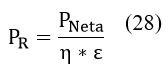 P_R = P_Neta / (η * ε) (28)